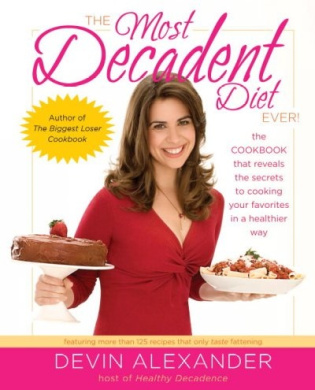 THE Most
Decadent
Diet
EVER!
Author of
The Biggest Loser
Cookbook
the
COOKBOOK
that reveals
the secrets
to cooking
your favorites
in a healthier
way
featuring more than 125 recipes that only taste fattening
DEVIN ALEXANDER
host of Healthy Decadence